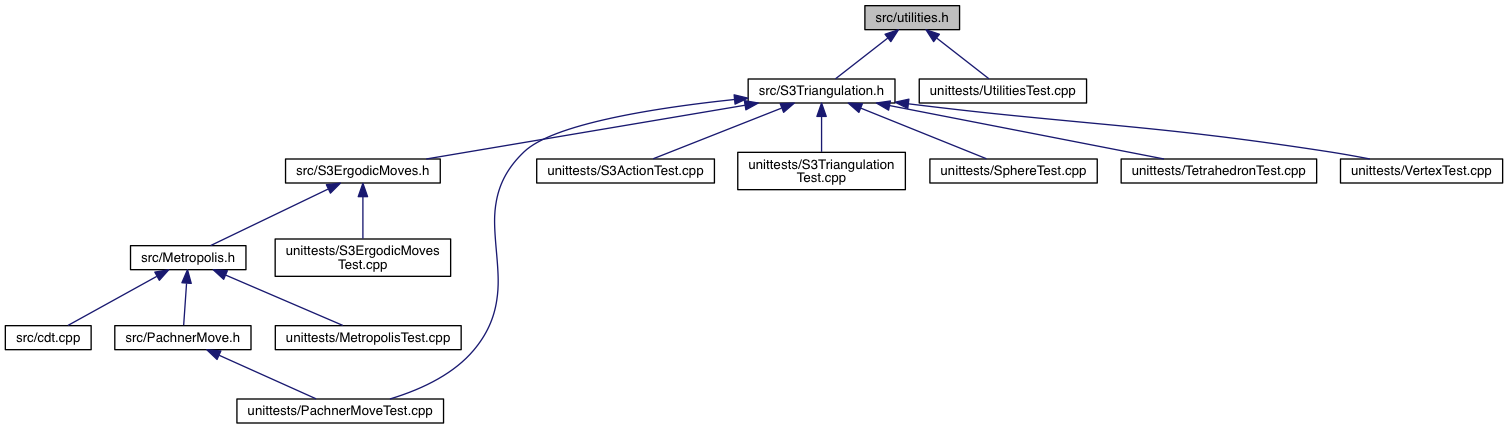 src/utilities.h
src/S3Triangulation.h
unittests/UtilitiesTest.cpp
src/S3ErgodicMoves.h
unittests/S3ActionTest.cpp
unittests/S3Triangulation
Test.cpp
unittests/SphereTest.cpp
unittests/TetrahedronTest.cpp
unittests/VertexTest.cpp
src/Metropolis.h
unittests/S3ErgodicMoves
Test.cpp
src/cdt.cpp
src/PachnerMove.h
unittests/MetropolisTest.cpp
unittests/PachnerMoveTest.cpp